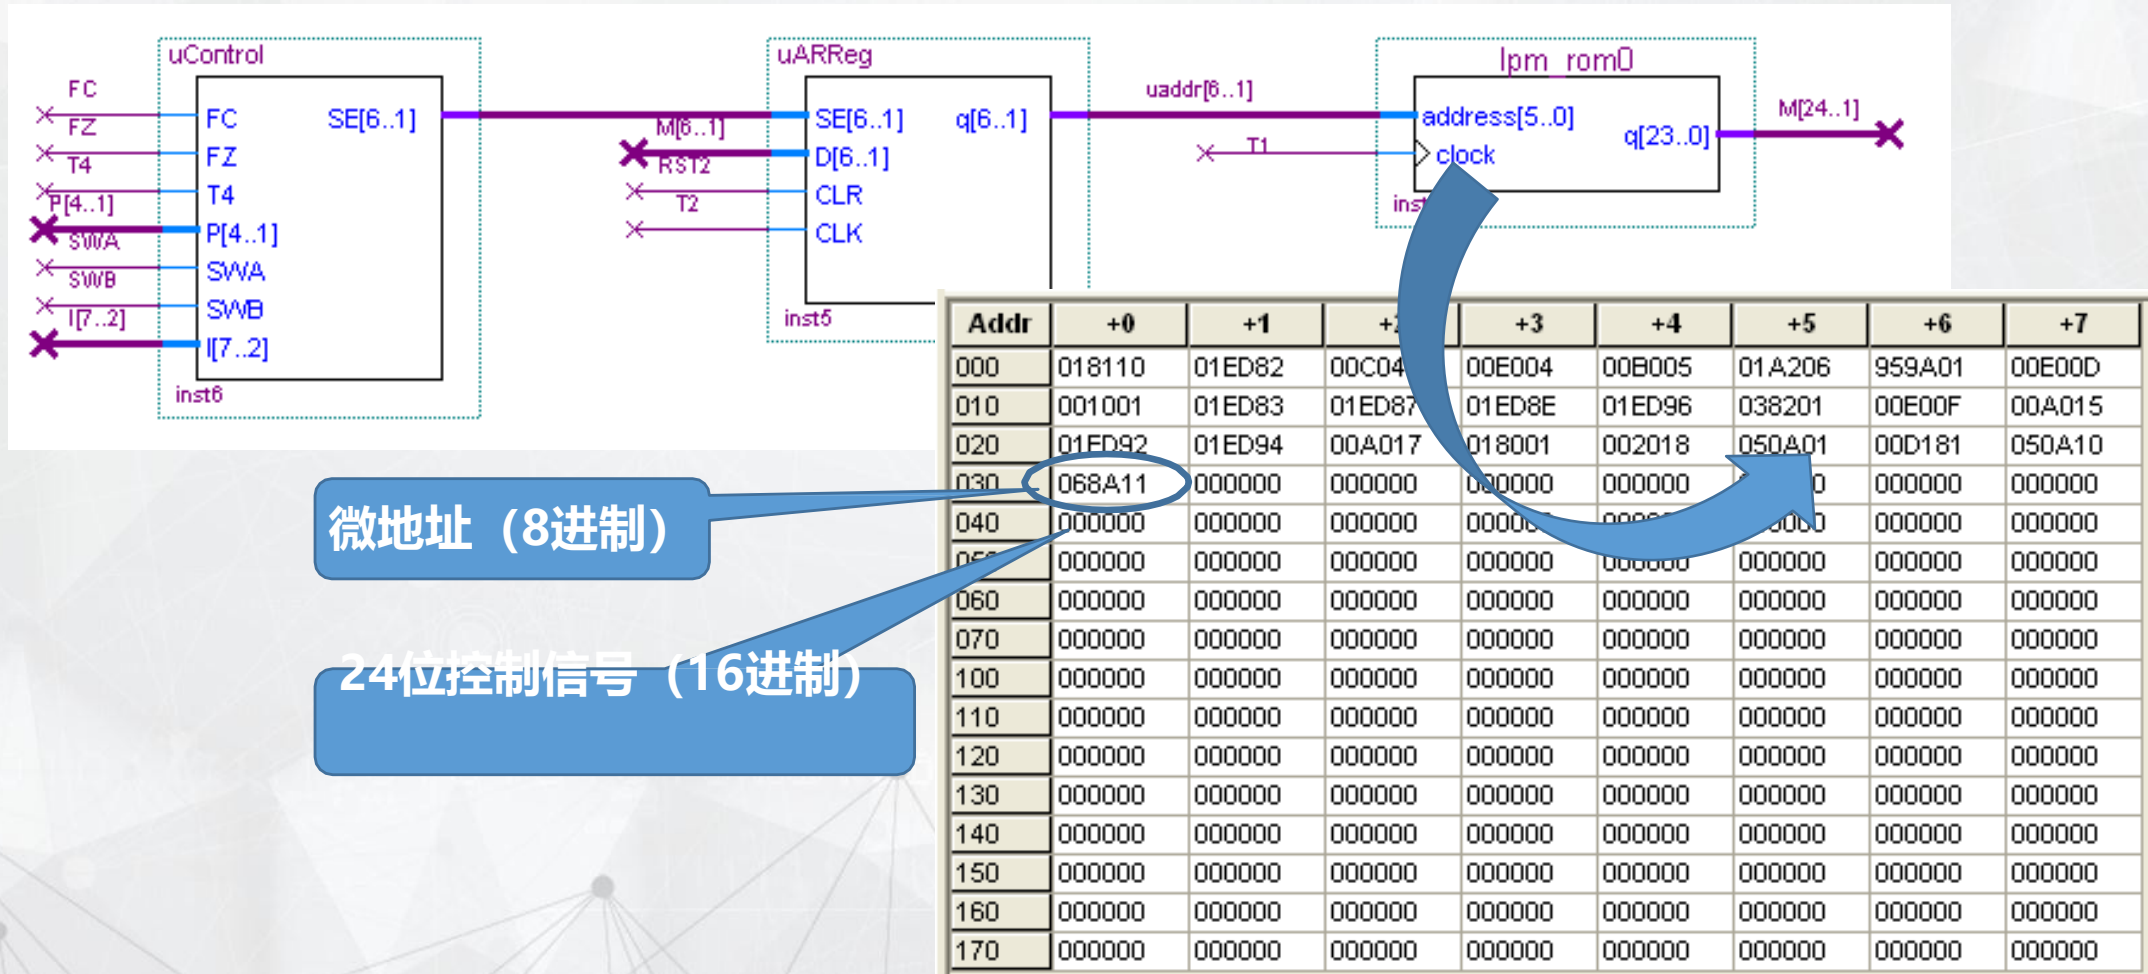 uControl
FC
FZ
T4
P[4..1]
SWA
SWB
I[7..2]
FC SE[6..1]
FZ
T4
P[4..1]
SWA
SWB
I[7..2]
inst6
uARReg
M[6..1]
RST2
T2
SE[6..1] q[6..1]
D[6..1]
CLR
CLK
inst5
lpm_rom0
uaddr[6..1]
T1
address[5..0]
q[23..0]
clock
M[24..1]
inst
Addr +0 +1 +3 +4 +5 +6 +7
000 018110 01ED82 00C04 00E004 00B005 01A206 959A01 00E00D
010 001001 01ED83 01ED87 01ED8E 01ED96 038201 00E00F 00A015
020 01ED92 01ED94 00A017 018001 002018 050A01 00D181 050A10
030 068A11 000000 000000 000000 000000 000000 000000
040 000000 000000 000000 000000 000000 000000
000000 000000 000000 000000 000000 000000 000000 000000
060 000000 000000 000000 000000 000000 000000 000000 000000
070 000000 000000 000000 000000 000000 000000 000000 000000
100 000000 000000 000000 000000 000000 000000 000000 000000
110 000000 000000 000000 000000 000000 000000 000000 000000
120 000000 000000 000000 000000 000000 000000 000000 000000
130 000000 000000 000000 000000 000000 000000 000000 000000
140 000000 000000 000000 000000 000000 000000 000000 000000
150 000000 000000 000000 000000 000000 000000 000000 000000
160 000000 000000 000000 000000 000000 000000 000000 000000
170 000000 000000 000000 000000 000000 000000 000000 000000
微地址（8进制）
24位控制信号（16进制）